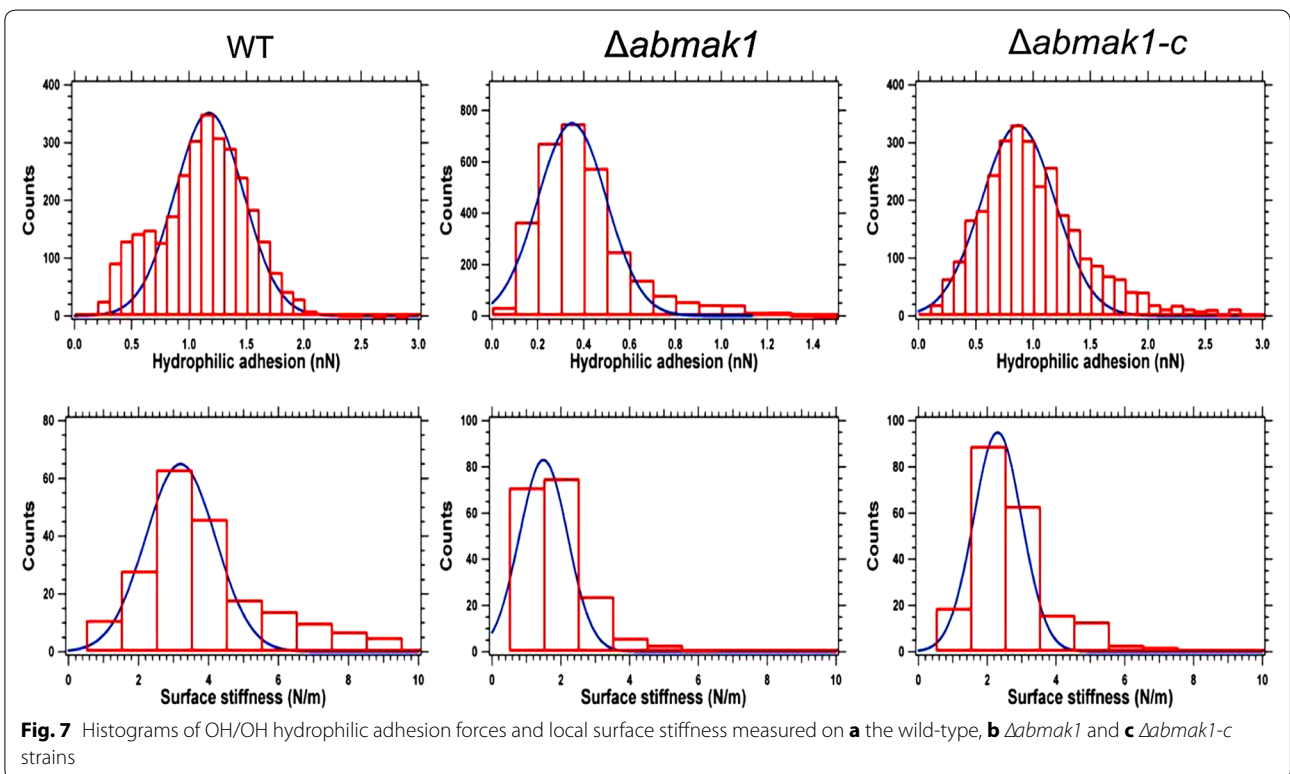 WT
Δabmak1
Δabmak1-c
400
300
200
100
0
Counts
0.0 0.5 1.0 1.5 2.0 2.5 3.0
Hydrophilic adhesion (nN)
800
600
400
200
0
Counts
0.0 0.2 0.4 0.6 0.8 1.0 1.2 1.4
Hydrophilic adhesion (nN)
400
300
200
100
0
Counts
0.0 0.5 1.0 1.5 2.0 2.5 3.0
Hydrophilic adhesion (nN)
80
60
40
20
0
Counts
0 2 4 6 8 10
Surface stiffness (N/m)
100
80
60
40
20
0
Counts
0 2 4 6 8 10
Surface stiffness (N/m)
100
80
60
40
20
0
Counts
0 2 4 6 8 10
Surface stiffness (N/m)
Fig. 7 Histograms of OH/OH hydrophilic adhesion forces and local surface stiffness measured on a the wild-type, b Δabmak1 and c Δabmak1-c
strains